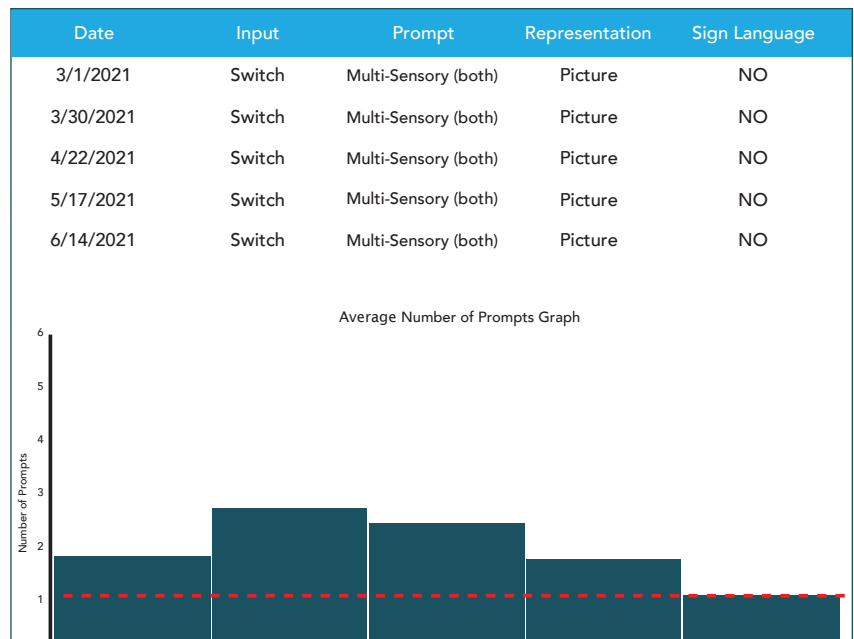 Date Input Prompt Representation Sign Language
3/1/2021 Switch Multi-Sensory (both) Picture NO
3/30/2021 Switch Multi-Sensory (both) Picture NO
4/22/2021 Switch Multi-Sensory (both) Picture NO
5/17/2021 Switch Multi-Sensory (both) Picture NO
6/14/2021 Switch Multi-Sensory (both) Picture NO
Average Number of Prompts Graph
6
5
4
3
2
1
Number of Prompts